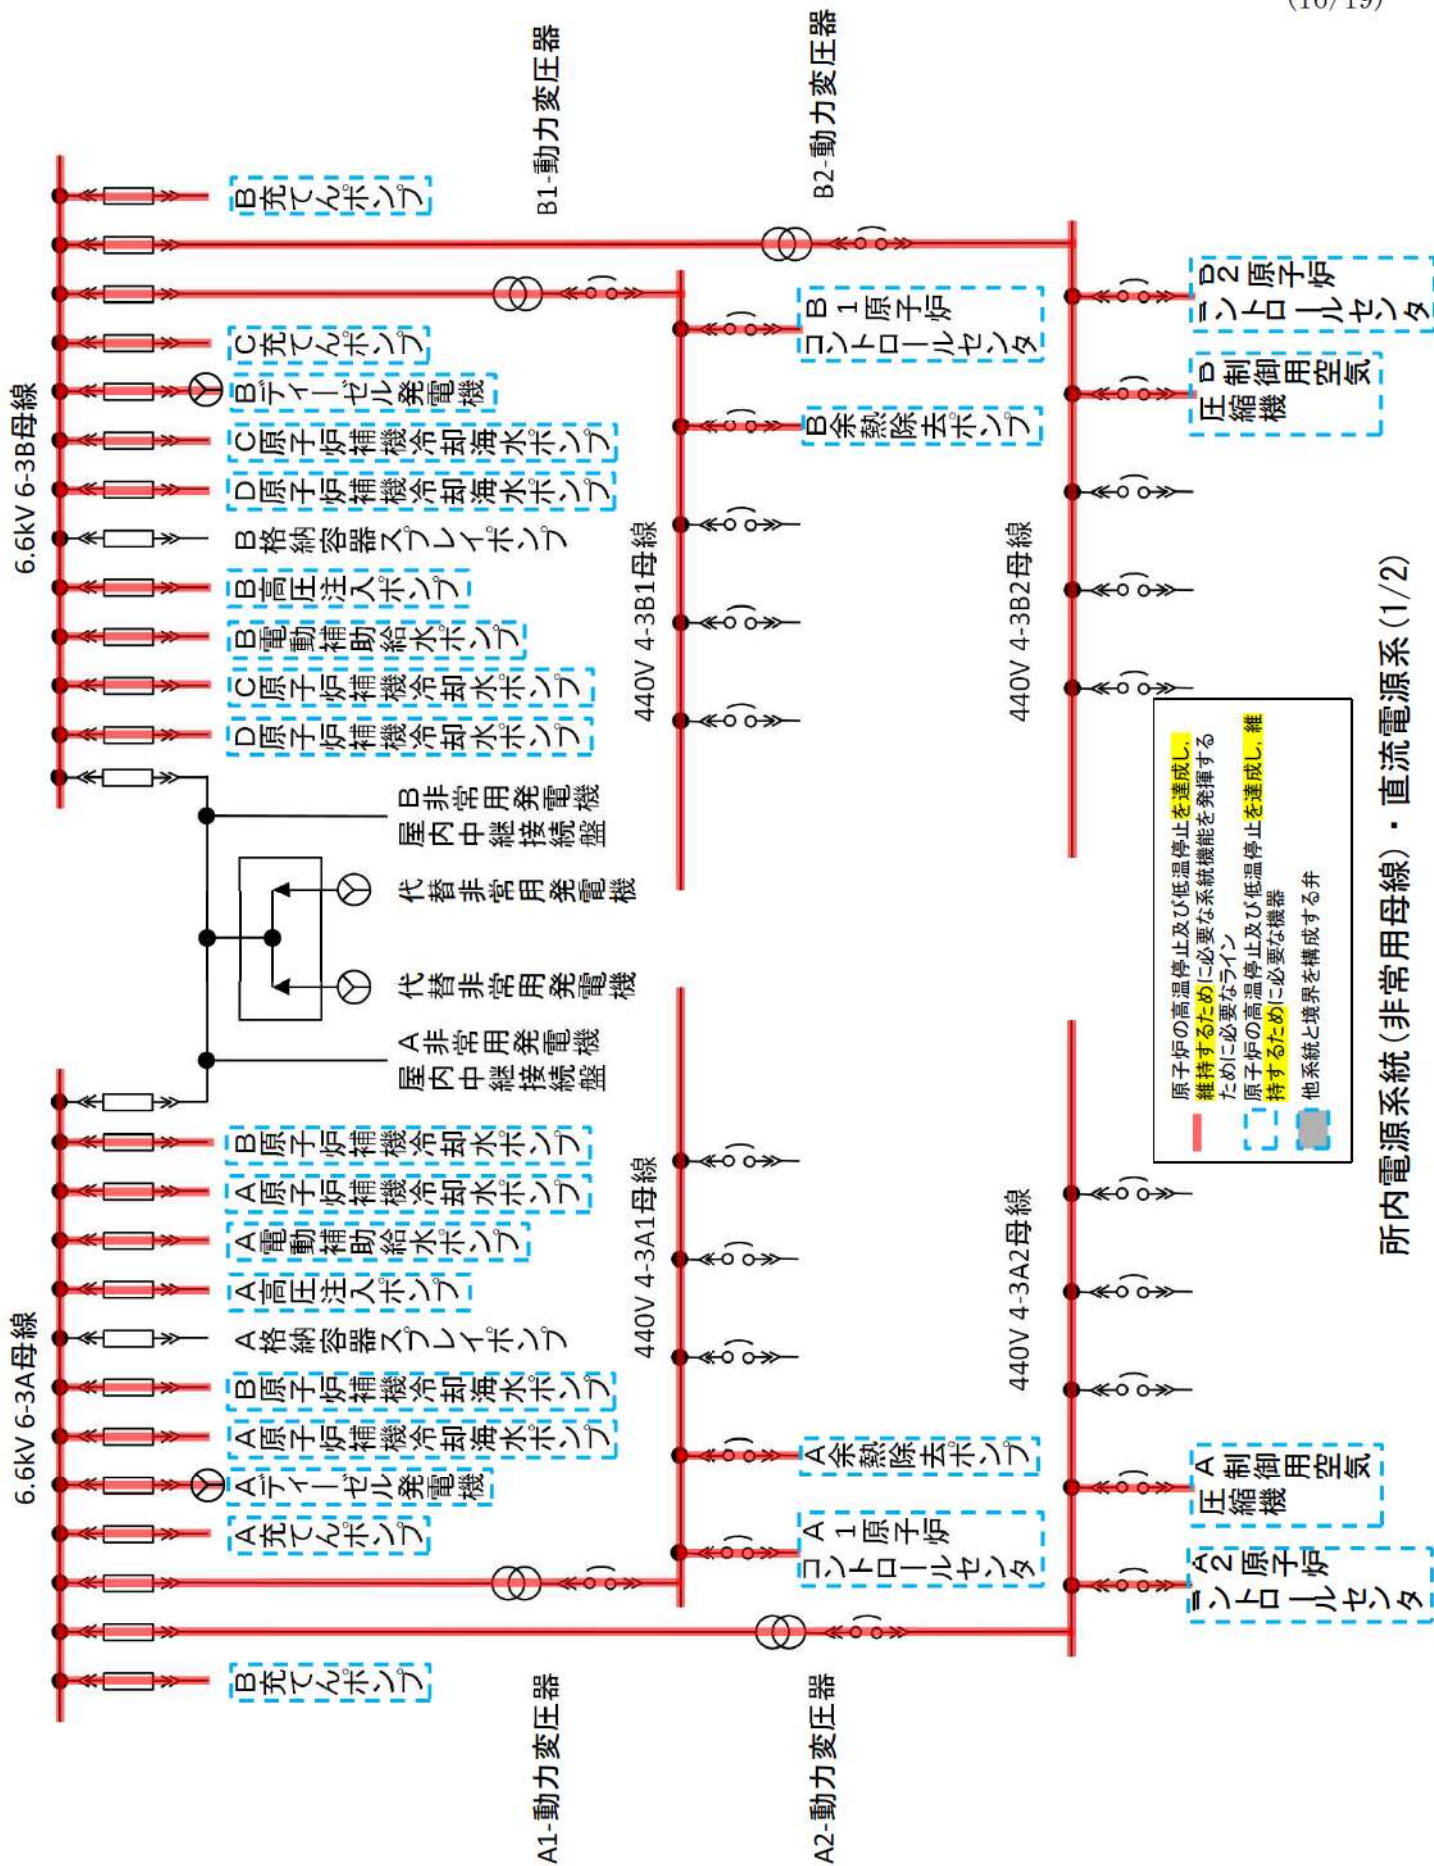 (16/19)
6.6kV 6-3A母線
6.6kV 6-3B母線
B充てんポンプ
A充てんポンプ
Aディーゼル発電機
A原子炉補機冷却海水ポンプ
B原子炉補機冷却海水ポンプ
A格納容器スプレイポンプ
A高圧注入ポンプ
A電動補助給水ポンプ
A原子炉補機冷却水ポンプ
B原子炉補機冷却水ポンプ
A非常用発電機
屋内中継接続盤
代替非常用発電機
代替非常用発電機
B非常用発電機
屋内中継接続盤
D原子炉補機冷却水ポンプ
C原子炉補機冷却水ポンプ
B電動補助給水ポンプ
B高圧注入ポンプ
B格納容器スプレイポンプ
D原子炉補機冷却海水ポンプ
C原子炉補機冷却海水ポンプ
Bディーゼル発電機
C充てんポンプ
B充てんポンプ
A1-動力変圧器
B1-動力変圧器
440V 4-3A1母線
440V 4-3B1母線
A1原子炉
コントロールセンタ
A余熱除去ポンプ
B余熱除去ポンプ
B1原子炉
コントロールセンタ
A2-動力変圧器
B2-動力変圧器
440V 4-3A2母線
440V 4-3B2母線
A2原子炉
コントロールセンタ
A制御用空気
圧縮機
B制御用空気
圧縮機
B2原子炉
コントロールセンタ
原子炉の高温停止及び低温停止を達成し、
維持するために必要な系統機能を発揮する
ために必要なライン
原子炉の高温停止及び低温停止を達成し、維
持するために必要な機器
他系統と境界を構成する弁
所内電源系統(非常用母線)・直流電源系(1/2)